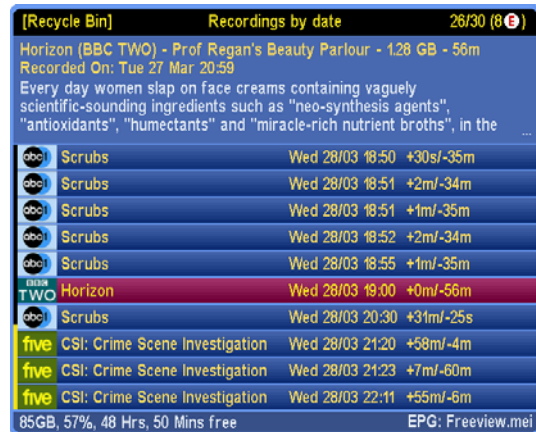 [Recycle Bin] Recordings by date 26/30 (8 E)
Horizon (BBC TWO) - Prof Regan's Beauty Parlour - 1.28 GB - 56m
Recorded On: Tue 27 Mar 20:59
Every day women slap on face creams containing vaguely
scientific-sounding ingredients such as "neo-synthesis agents",
"antioxidants", "humectants" and "miracle-rich nutrient broths", in the ...
abc1 Scrubs Wed 28/03 18:50 +30s/-35m
abc1 Scrubs Wed 28/03 18:51 +2m/-34m
abc1 Scrubs Wed 28/03 18:51 +1m/-35m
abc1 Scrubs Wed 28/03 18:52 +2m/-34m
abc1 Scrubs Wed 28/03 18:55 +1m/-35m
BBC TWO Horizon Wed 28/03 19:00 +0m/-56m
abc1 Scrubs Wed 28/03 20:30 +31m/-25s
five CSI: Crime Scene Investigation Wed 28/03 21:20 +58m/-4m
five CSI: Crime Scene Investigation Wed 28/03 21:23 +7m/-60m
five CSI: Crime Scene Investigation Wed 28/03 22:11 +55m/-6m
85GB, 57%, 48 Hrs, 50 Mins free EPG: Freeview.mei